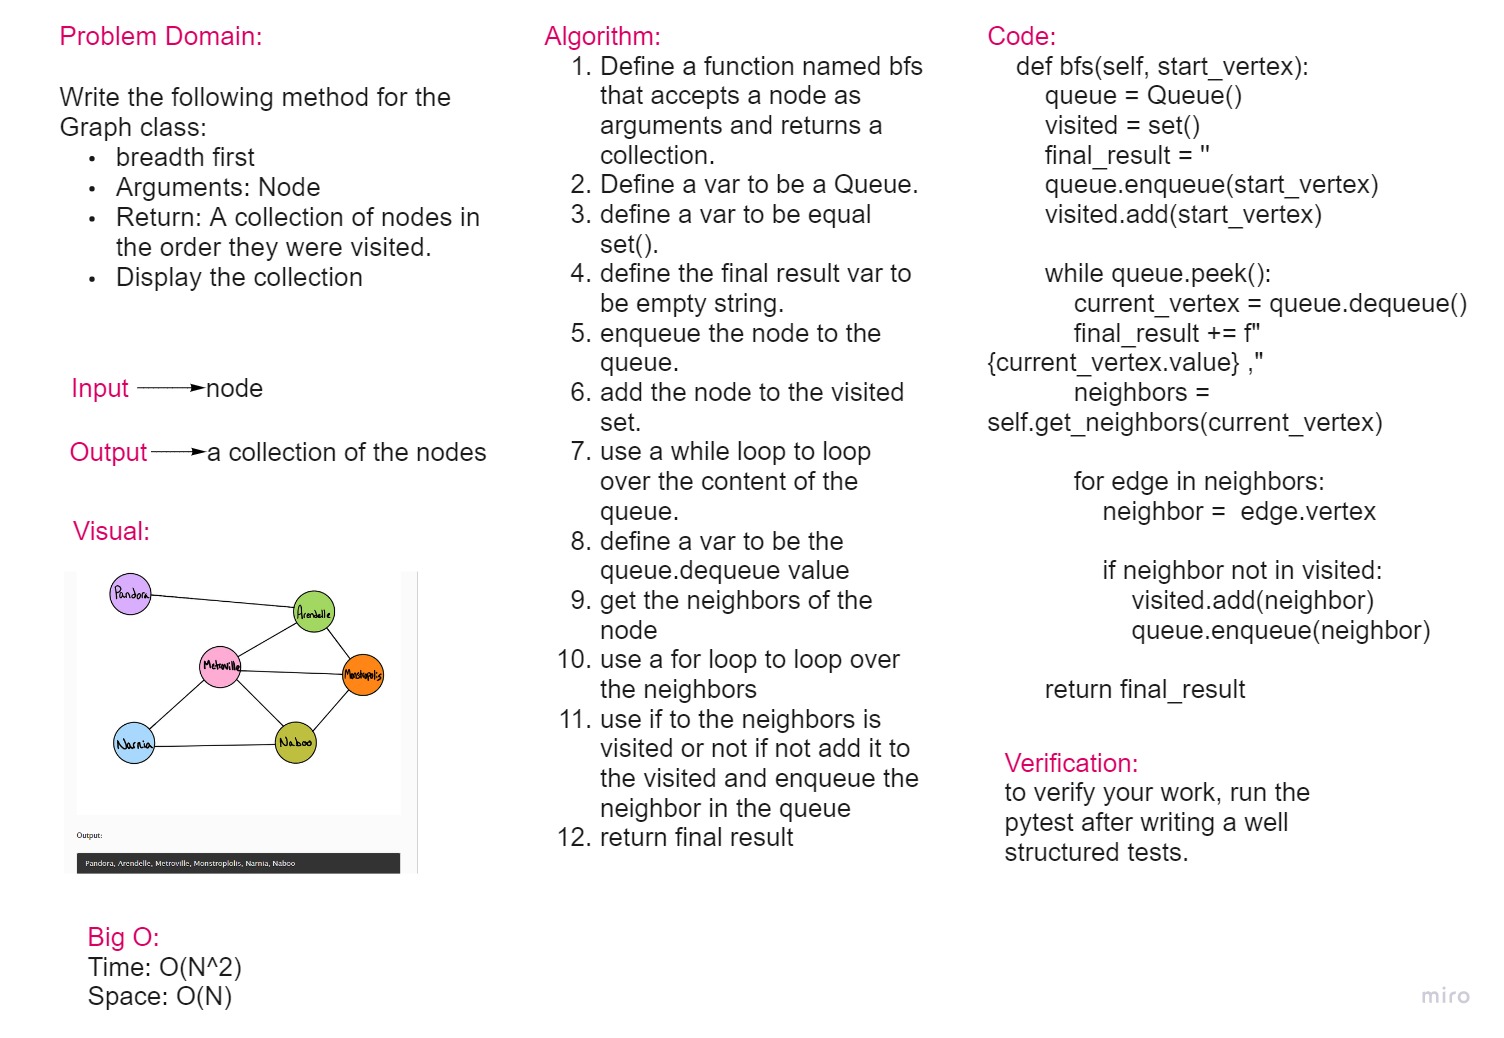 Problem Domain:
Write the following method for the
Graph class:
• breadth first
• Arguments: Node
• Return: A collection of nodes in
the order they were visited.
• Display the collection
Input node
Output a collection of the nodes
Visual:
Pandora
Arendelle
Metroville
Monstropolis
Narnia
Naboo
Output:
Pandora, Arendelle, Metroville, Monstroplolis, Narnia, Naboo
Big O:
Time: O(N^2)
Space: O(N)
Algorithm:
1. Define a function named bfs
that accepts a node as
arguments and returns a
collection.
2. Define a var to be a Queue.
3. define a var to be equal
set().
4. define the final result var to
be empty string.
5. enqueue the node to the
queue.
6. add the node to the visited
set.
7. use a while loop to loop
over the content of the
queue.
8. define a var to be the
queue.dequeue value
9. get the neighbors of the
node
10. use a for loop to loop over
the neighbors
11. use if to the neighbors is
visited or not if not add it to
the visited and enqueue the
neighbor in the queue
12. return final result
Code:
def bfs(self, start_vertex):
queue = Queue()
visited = set()
final_result = ''
queue.enqueue(start_vertex)
visited.add(start_vertex)
while queue.peek():
current_vertex = queue.dequeue()
final_result += f"
{current_vertex.value} ,"
neighbors =
self.get_neighbors(current_vertex)
for edge in neighbors:
neighbor =  edge.vertex
if neighbor not in visited:
visited.add(neighbor)
queue.enqueue(neighbor)
return final_result
Verification:
to verify your work, run the
pytest after writing a well
structured tests.
miro